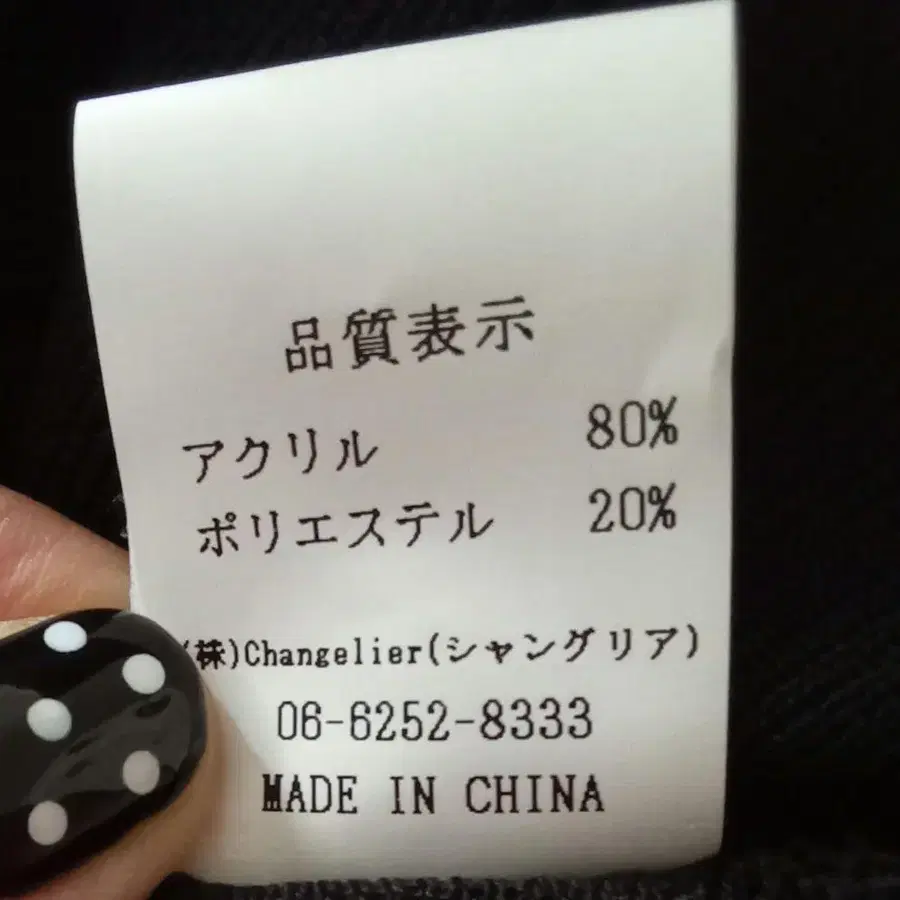 品質表示
アクリル 80%
ポリエステル 20%
(株)Changelier(シャングリア)
06-6252-8333
MADE IN CHINA